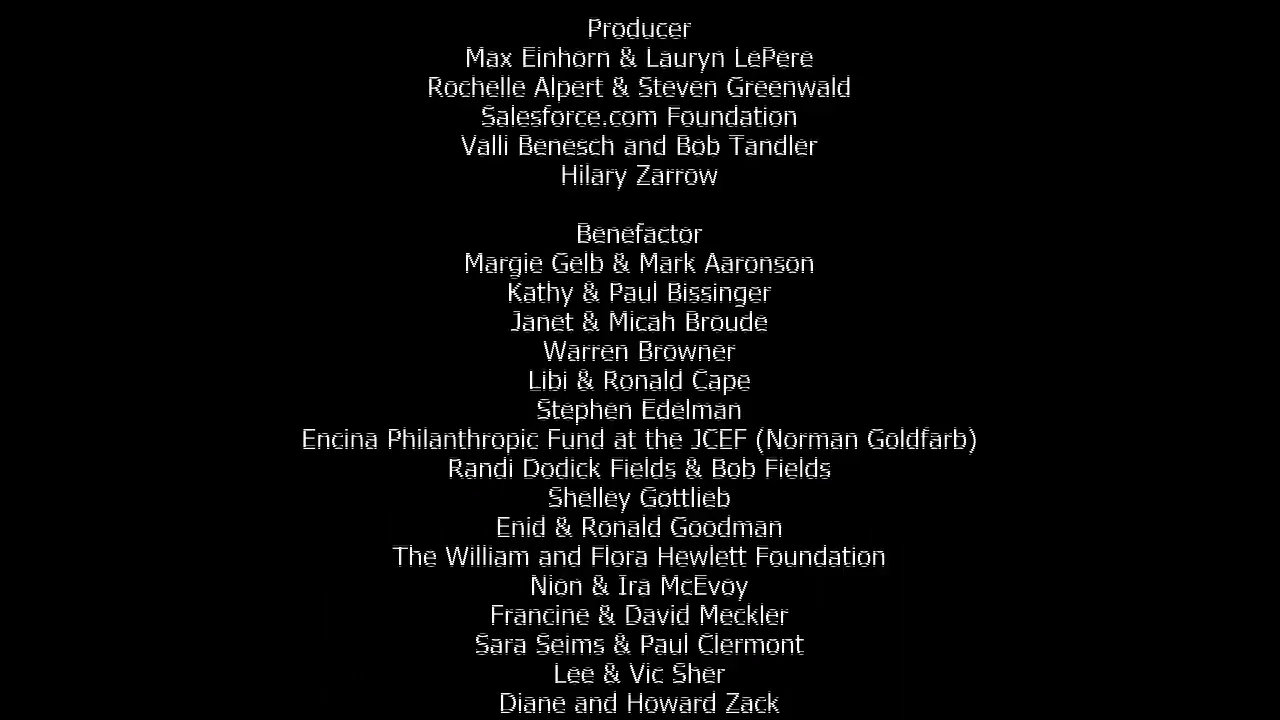 Producer
Max Einhorn & Lauryn LePere
Rochelle Alpert & Steven Greenwald
Salesforce.com Foundation
Valli Benesch and Bob Tandler
Hilary Zarrow
Benefactor
Margie Gelb & Mark Aaronson
Kathy & Paul Bissinger
Janet & Micah Broude
Warren Browner
Libi & Ronald Cape
Stephen Edelman
Encina Philanthropic Fund at the JCEF (Norman Goldfarb)
Randi Dodick Fields & Bob Fields
Shelley Gottlieb
Enid & Ronald Goodman
The William and Flora Hewlett Foundation
Nion & Ira McEvoy
Francine & David Meckler
Sara Seims & Paul Clermont
Lee & Vic Sher
Diane and Howard Zack